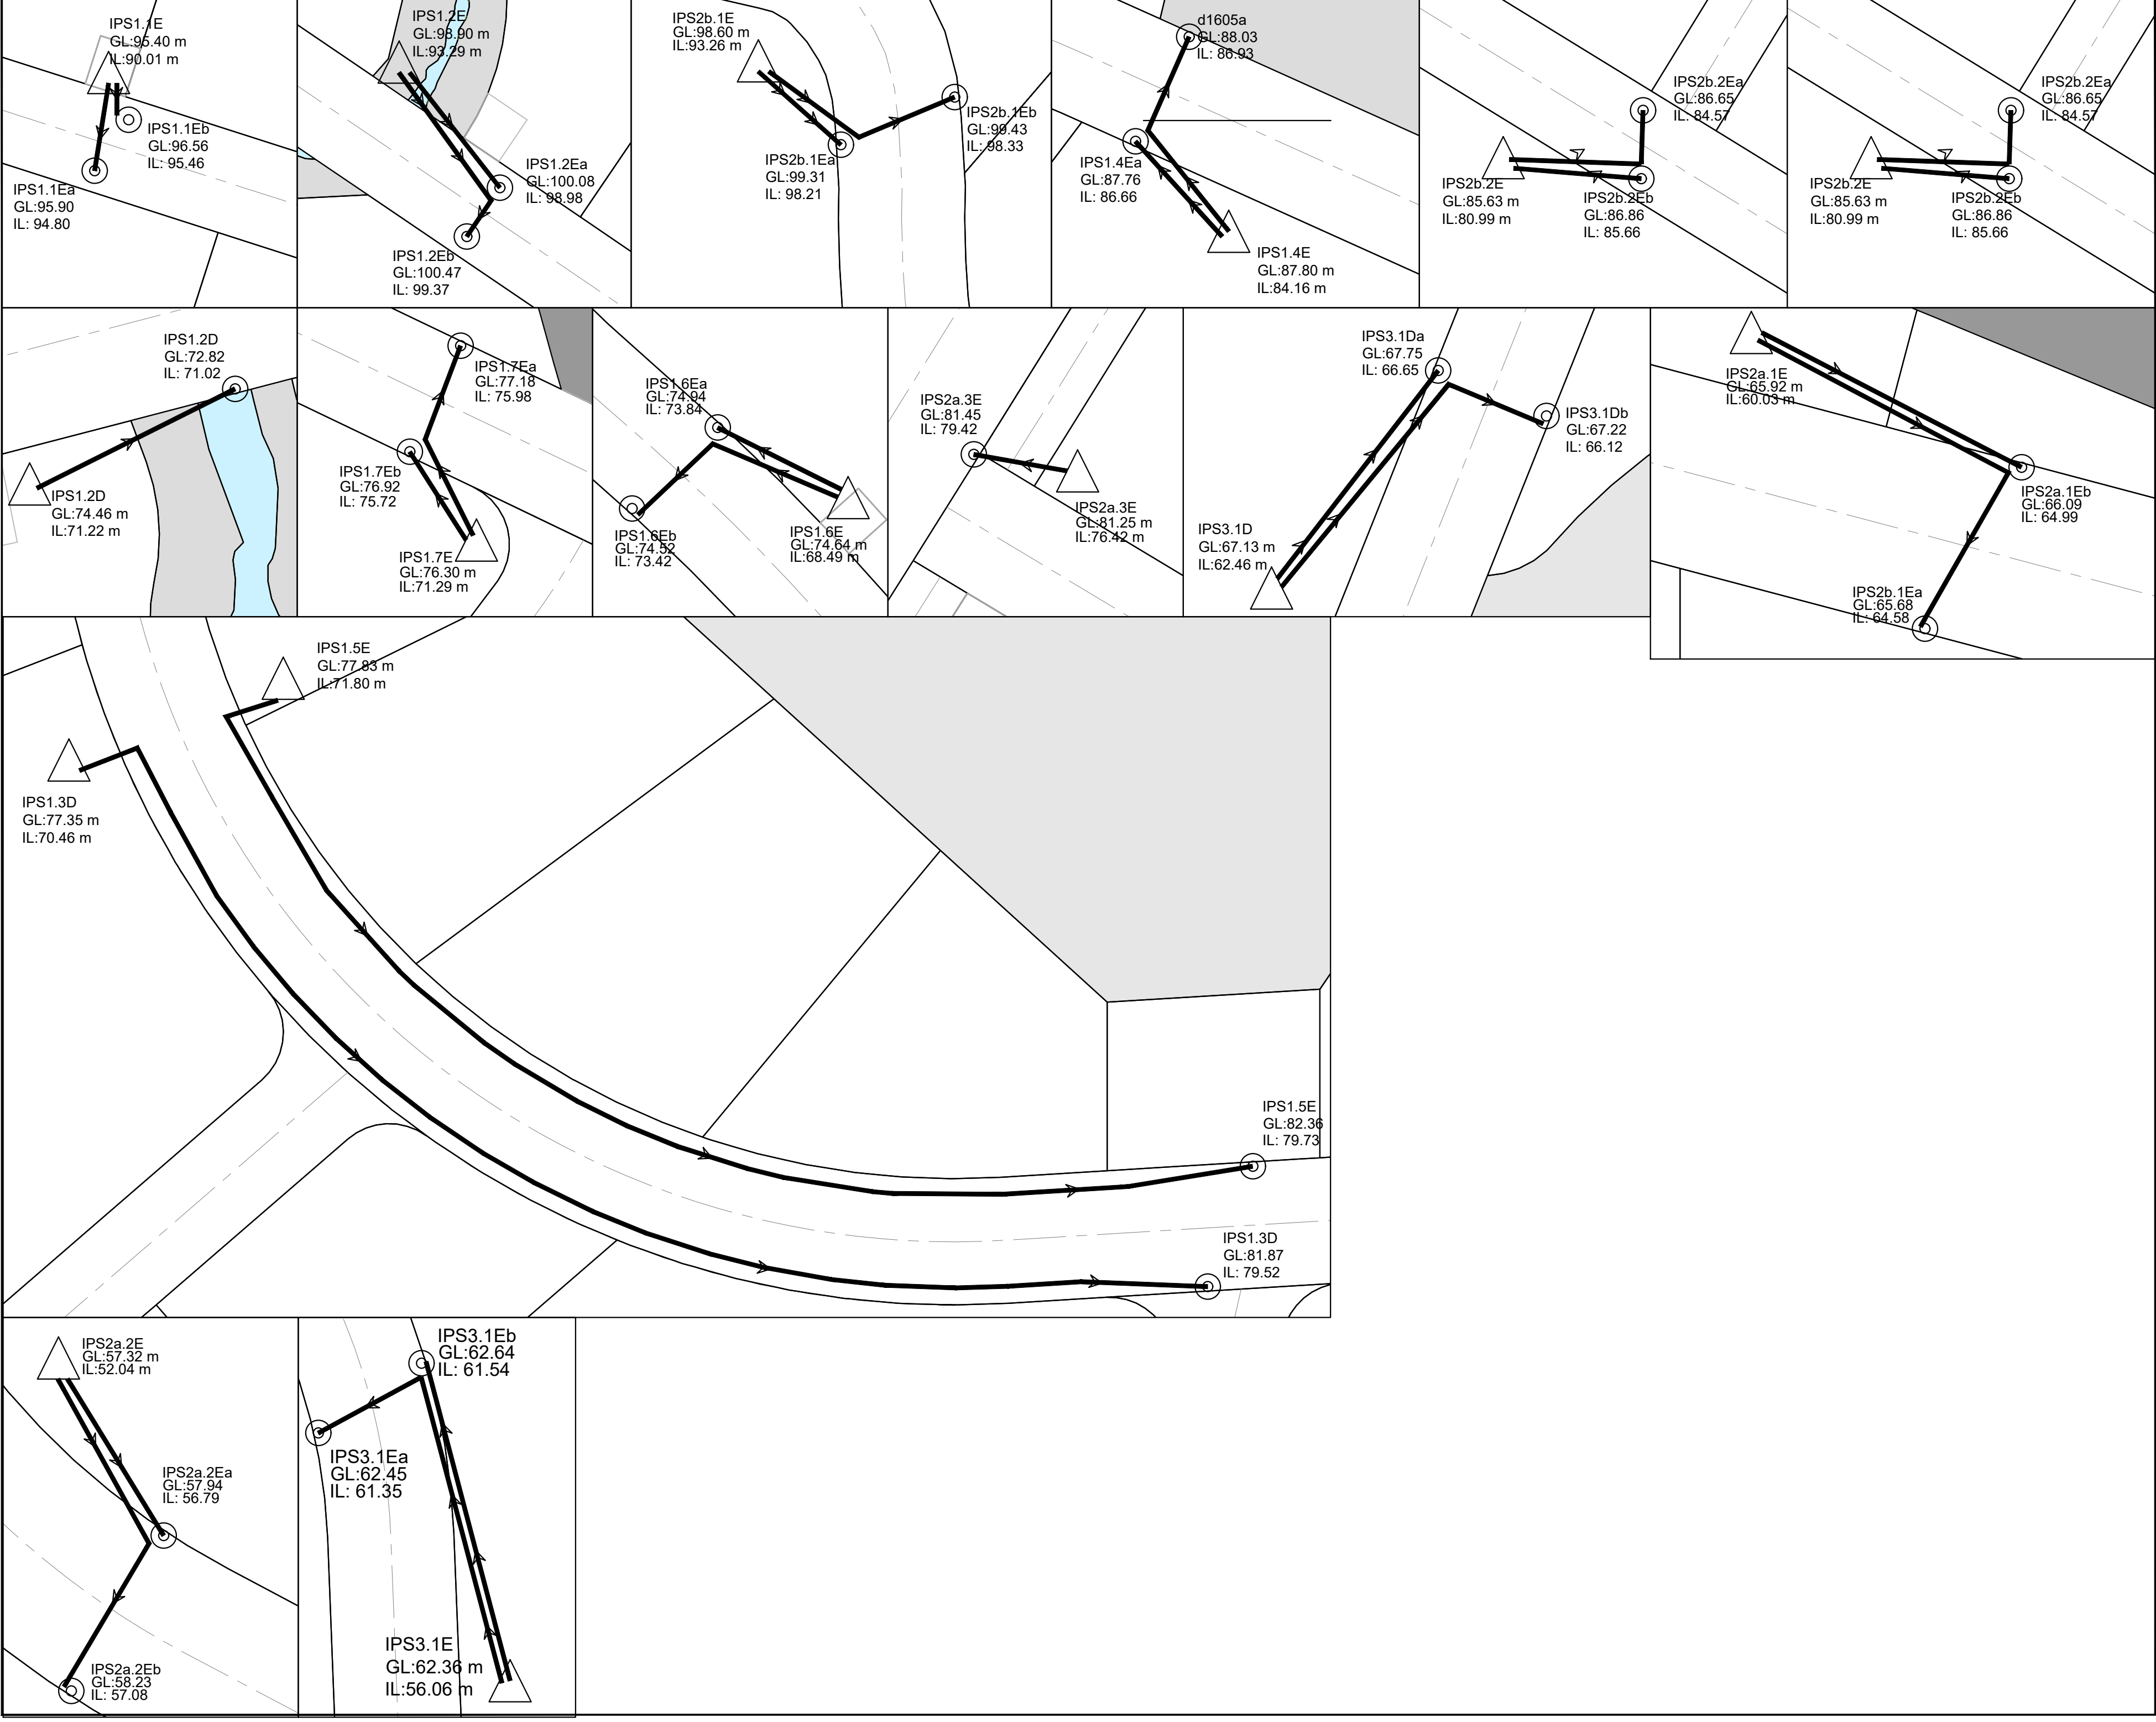 IPS1.1E
GL:95.40 m
IL:90.01 m
IPS1.1Eb
GL:96.56
IL: 95.46
IPS1.1Ea
GL:95.90
IL: 94.80
IPS1.2E
GL:98.90 m
IL:93.29 m
IPS1.2Ea
GL:100.08
IL: 98.98
IPS1.2Eb
GL:100.47
IL: 99.37
IPS2b.1E
GL:98.60 m
IL:93.26 m
IPS2b.1Eb
GL:99.43
IL: 98.33
IPS2b.1Ea
GL:99.31
IL: 98.21
d1605a
GL:88.03
IL: 86.93
IPS1.4Ea
GL:87.76
IL: 86.66
IPS1.4E
GL:87.80 m
IL:84.16 m
IPS2b.2Ea
GL:86.65
IL: 84.57
IPS2b.2E
GL:85.63 m
IL:80.99 m
IPS2b.2Eb
GL:86.86
IL: 85.66
IPS2b.2Ea
GL:86.65
IL: 84.57
IPS2b.2E
GL:85.63 m
IL:80.99 m
IPS2b.2Eb
GL:86.86
IL: 85.66
IPS1.2D
GL:72.82
IL: 71.02
IPS1.2D
GL:74.46 m
IL:71.22 m
IPS1.7Ea
GL:77.18
IL: 75.98
IPS1.7Eb
GL:76.92
IL: 75.72
IPS1.7E
GL:76.30 m
IL:71.29 m
IPS1.6Ea
GL:74.94
IL: 73.84
IPS1.6Eb
GL:74.52
IL: 73.42
IPS1.6E
GL:74.64 m
IL:68.49 m
IPS2a.3E
GL:81.45
IL: 79.42
IPS2a.3E
GL:81.25 m
IL:76.42 m
IPS3.1Da
GL:67.75
IL: 66.65
IPS3.1Db
GL:67.22
IL: 66.12
IPS3.1D
GL:67.13 m
IL:62.46 m
IPS2a.1E
GL:65.92 m
IL:60.03 m
IPS2a.1Eb
GL:66.09
IL: 64.99
IPS2b.1Ea
GL:65.68
IL: 64.58
IPS1.5E
GL:77.83 m
IL:71.80 m
IPS1.3D
GL:77.35 m
IL:70.46 m
IPS1.5E
GL:82.36
IL: 79.73
IPS1.3D
GL:81.87
IL: 79.52
IPS2a.2E
GL:57.32 m
IL:52.04 m
IPS2a.2Ea
GL:57.94
IL: 56.79
IPS2a.2Eb
GL:58.23
IL: 57.08
IPS3.1Eb
GL:62.64
IL: 61.54
IPS3.1Ea
GL:62.45
IL: 61.35
IPS3.1E
GL:62.36 m
IL:56.06 m